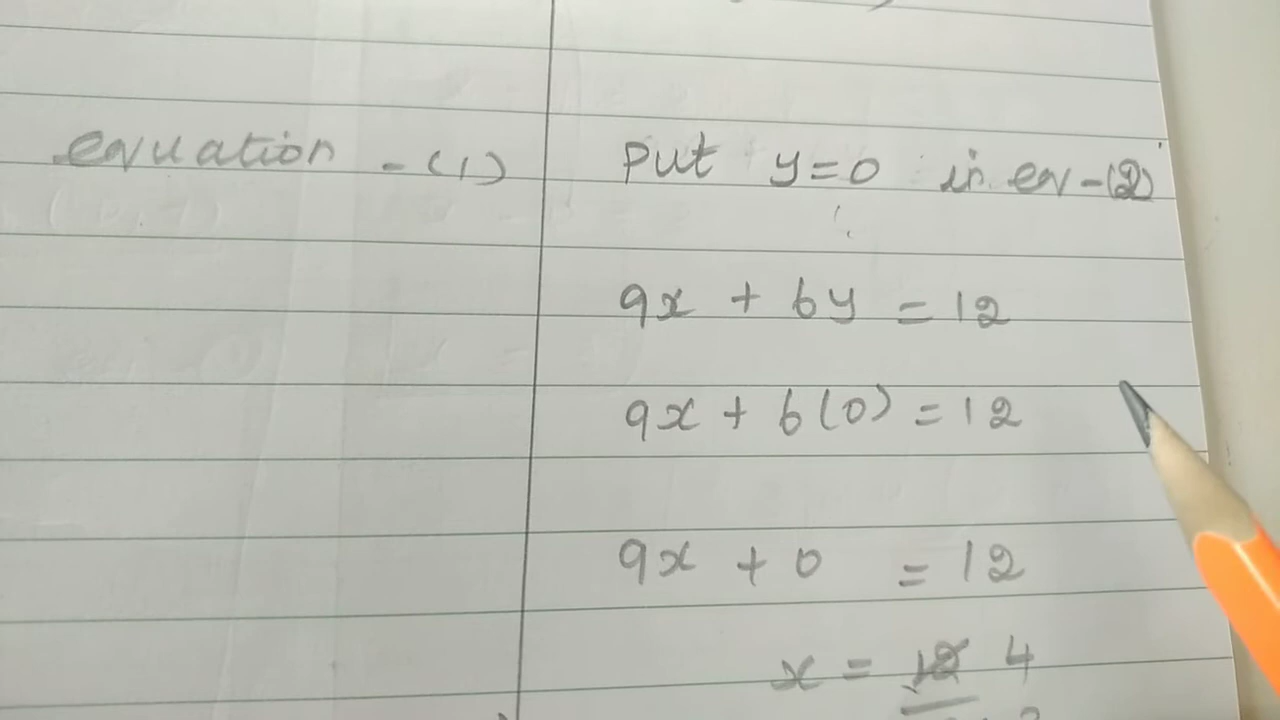 equation - (1)
Put y=0 in eq -(2)
9x + 6y = 12
9x + 6(0) = 12
9x + 0 = 12
x = 12 4